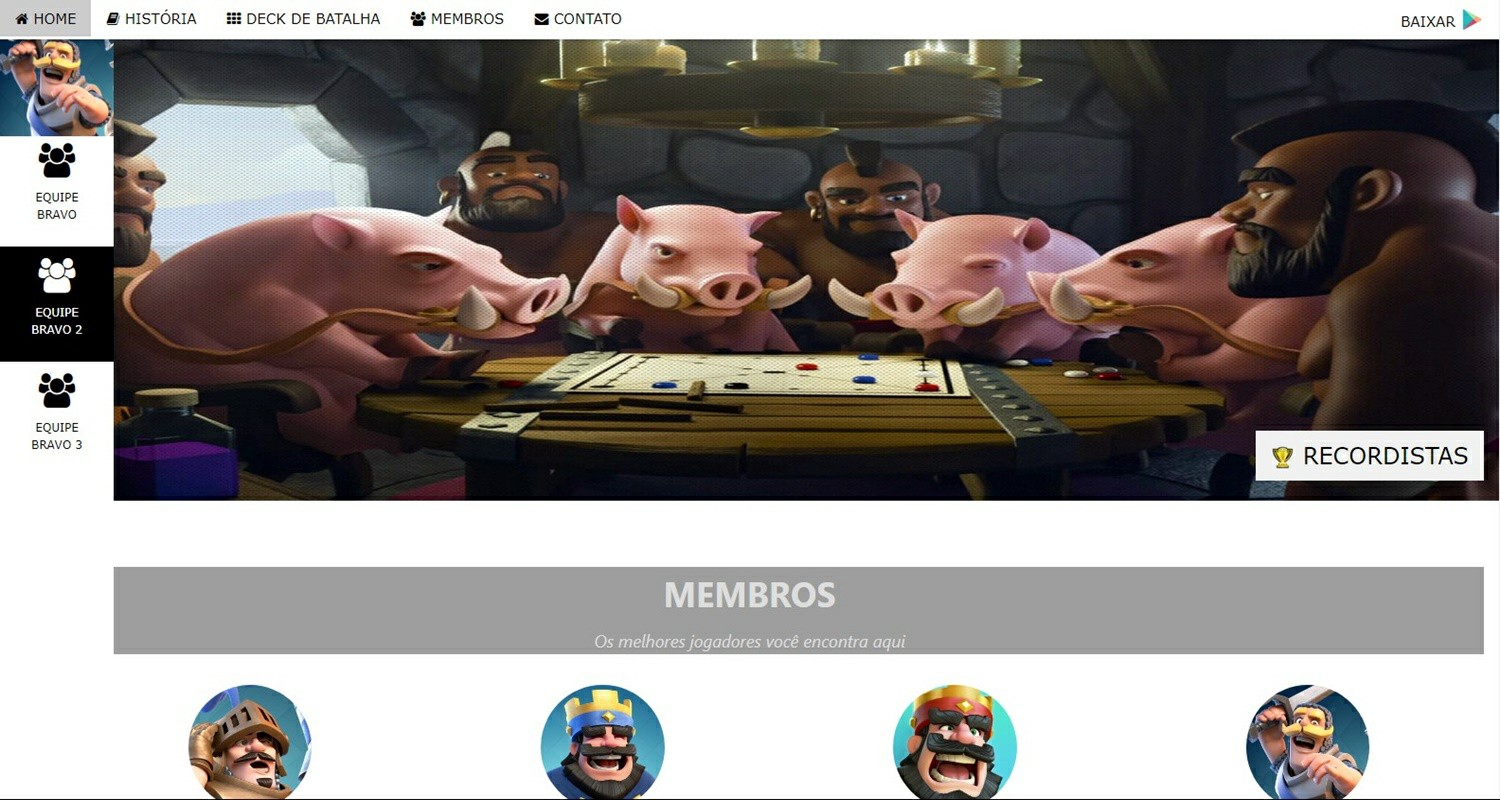 HOME HISTÓRIA DECK DE BATALHA MEMBROS CONTATO BAIXAR
EQUIPE
BRAVO
EQUIPE
BRAVO 2
EQUIPE
BRAVO 3
RECORDISTAS
MEMBROS
Os melhores jogadores você encontra aqui